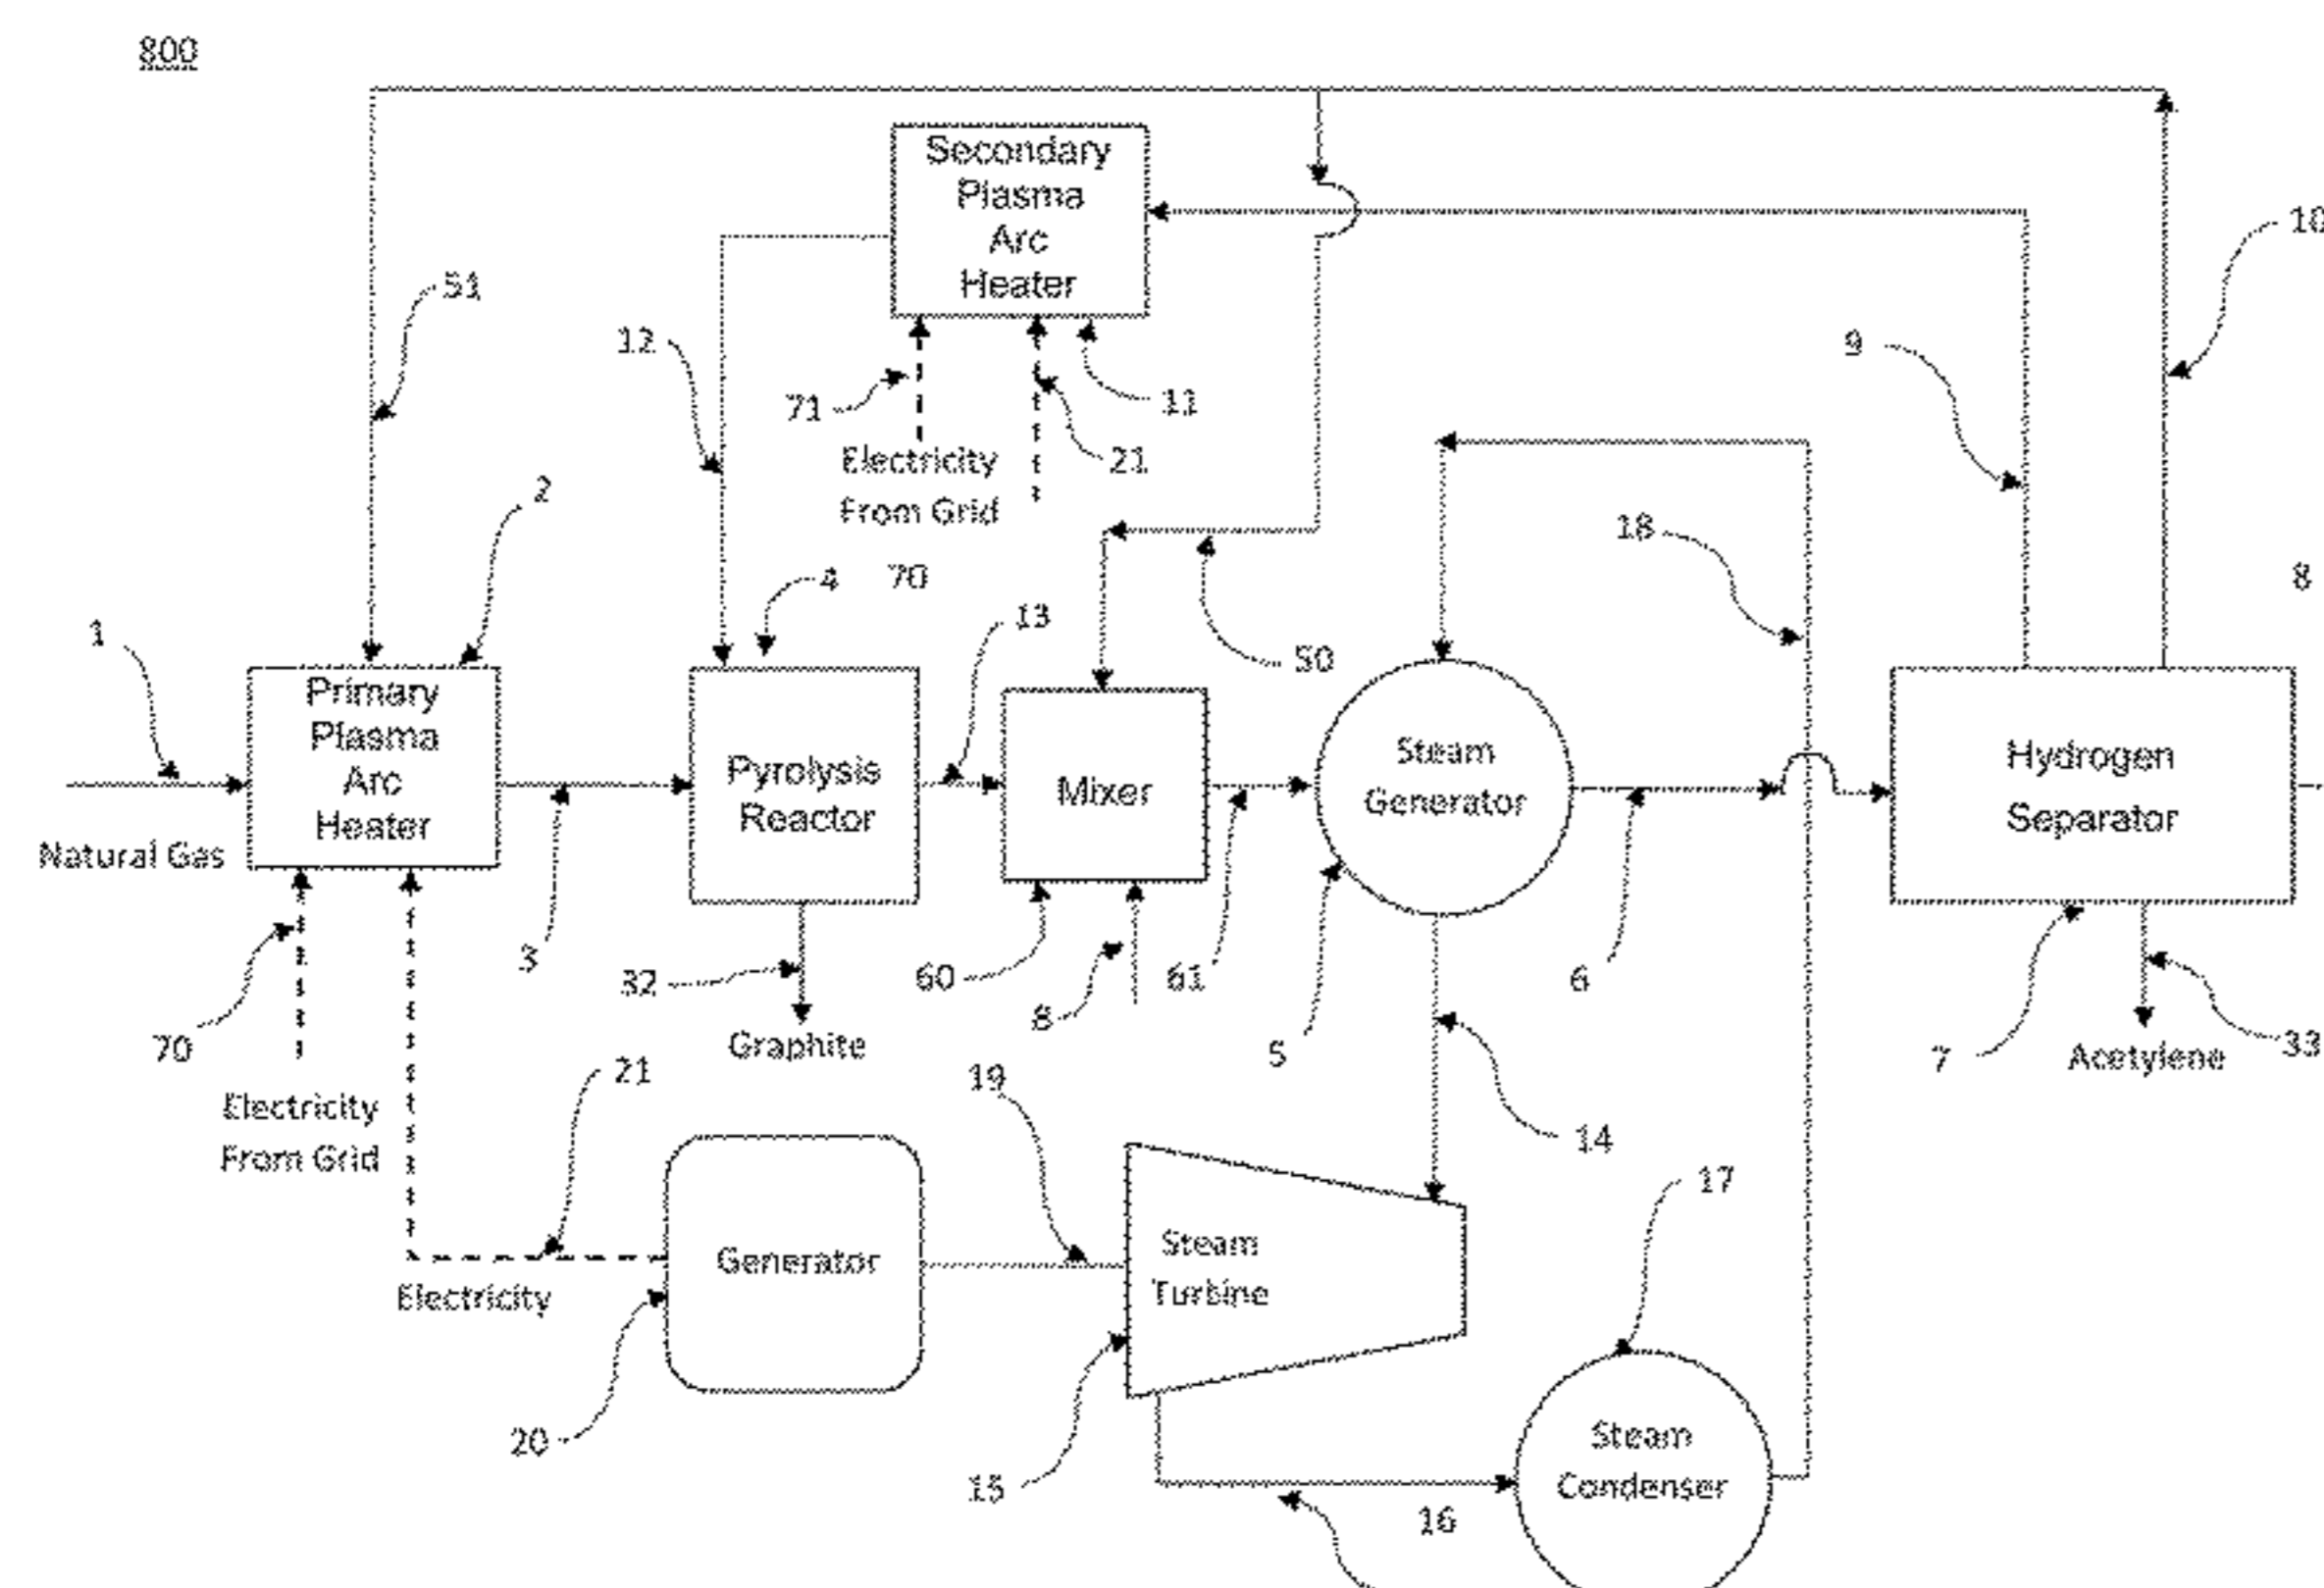 800
Secondary
Plasma
Arc
Heater
10
51
12
9
71
11
Electricity
From Grid
21
2
18
4
70
8
1
13
50
Primary
Plasma
Arc
Heater
Pyrolysis
Reactor
Mixer
Steam
Generator
Hydrogen
Separator
Natural Gas
3
32
60
8
61
6
5
70
Graphite
7
Acetylene
33
Electricity
From Grid
21
19
14
17
Generator
Steam
Turbine
Electricity
20
15
16
Steam
Condenser